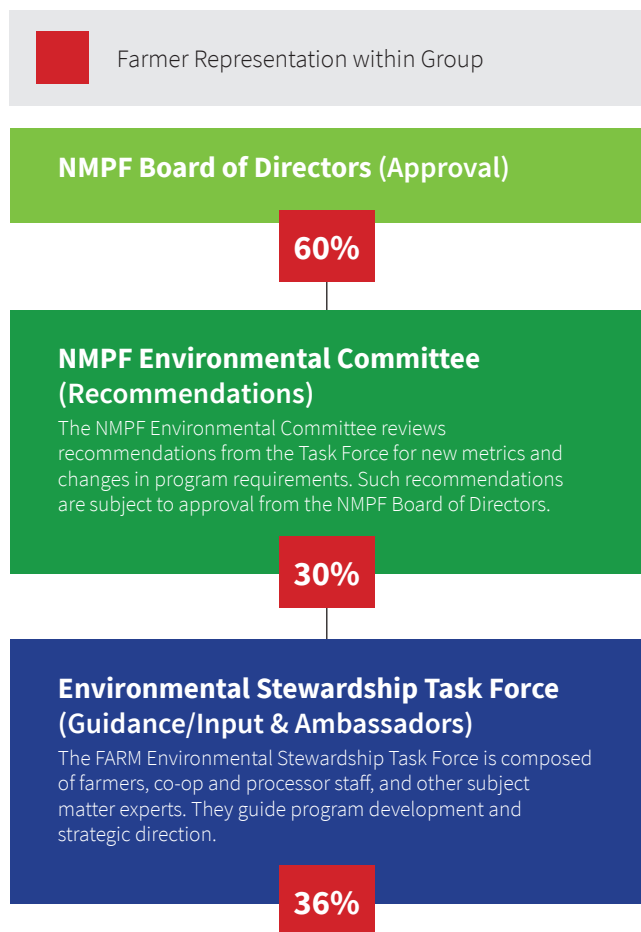 Farmer Representation within Group
NMPF Board of Directors (Approval)
60%
NMPF Environmental Committee
(Recommendations)
The NMPF Environmental Committee reviews
recommendations from the Task Force for new metrics and
changes in program requirements. Such recommendations
are subject to approval from the NMPF Board of Directors.
30%
Environmental Stewardship Task Force
(Guidance/Input & Ambassadors)
The FARM Environmental Stewardship Task Force is composed
of farmers, co-op and processor staff, and other subject
matter experts. They guide program development and
strategic direction.
36%